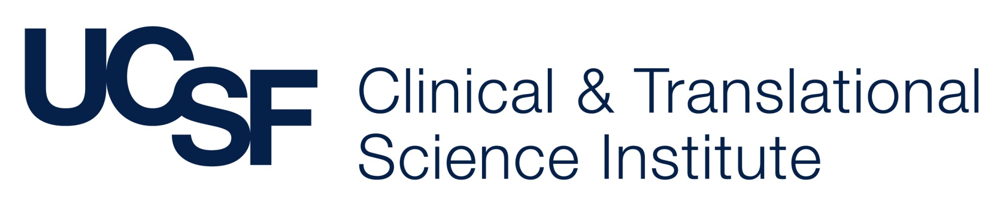 UCSF
Clinical & Translational
Science Institute